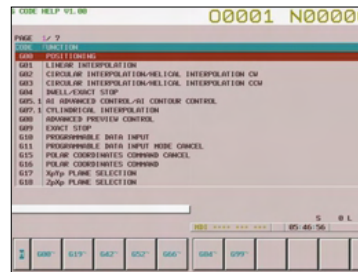 G CODE HELP V1.00
O0001 N0000
PAGE 1/ 7
CODE FUNCTION
G00 POSITIONING
G01 LINEAR INTERPOLATION
G02 CIRCULAR INTERPOLATION/HELICAL INTERPOLATION CW
G03 CIRCULAR INTERPOLATION/HELICAL INTERPOLATION CCW
G04 DWELL/EXACT STOP
G05.1 AI ADVANCED CONTROL/AI CONTOUR CONTROL
G07.1 CYLINDRICAL INTERPOLATION
G08 ADVANCED PREVIEW CONTROL
G09 EXACT STOP
G10 PROGRAMMABLE DATA INPUT
G11 PROGRAMMABLE DATA INPUT MODE CANCEL
G15 POLAR COORDINATES COMMAND CANCEL
G16 POLAR COORDINATES COMMAND
G17 XpYp PLANE SELECTION
G18 ZpXp PLANE SELECTION
S 0 L
MDI **** *** *** 05:46:56
G00~ G19~ G42~ G52~ G66~ G84~ G99~